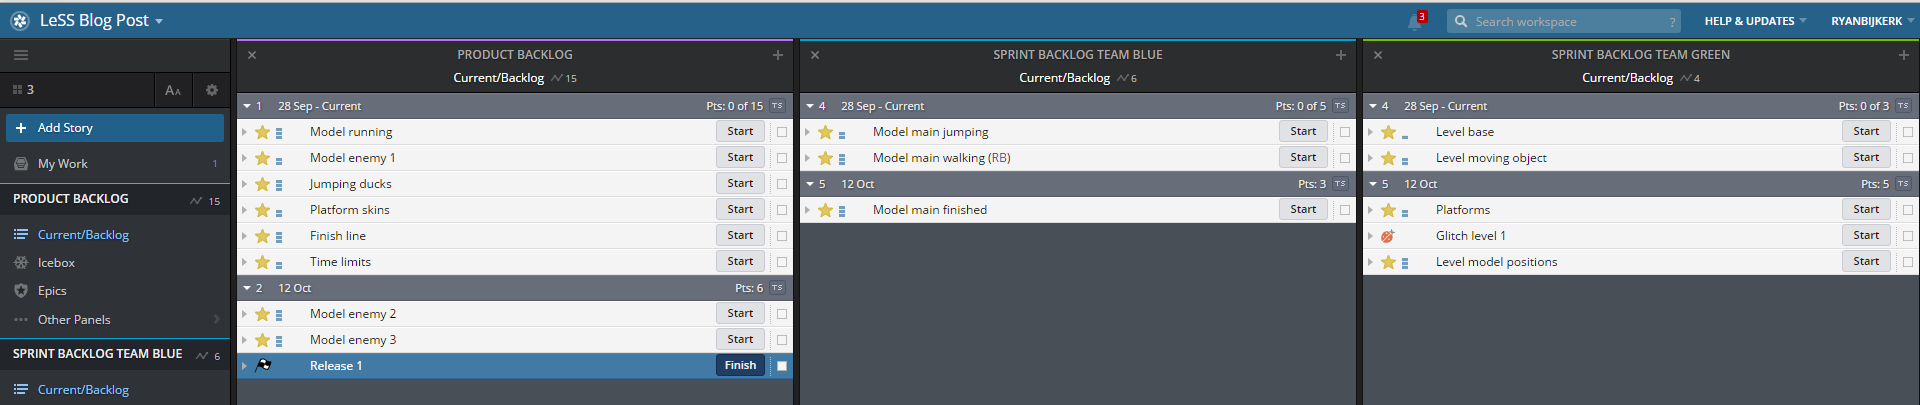 LeSS Blog Post
3
Search workspace ?
HELP & UPDATES
RYANBIJKERK
3
AA
Add Story
My Work 1
PRODUCT BACKLOG 15
Current/Backlog
Icebox
Epics
Other Panels
SPRINT BACKLOG TEAM BLUE 6
Current/Backlog
PRODUCT BACKLOG
Current/Backlog 15
1 28 Sep - Current Pts: 0 of 15 TS
Model running Start
Model enemy 1 Start
Jumping ducks Start
Platform skins Start
Finish line Start
Time limits Start
2 12 Oct Pts: 6 TS
Model enemy 2 Start
Model enemy 3 Start
Release 1 Finish
SPRINT BACKLOG TEAM BLUE
Current/Backlog 6
4 28 Sep - Current Pts: 0 of 5 TS
Model main jumping Start
Model main walking (RB) Start
5 12 Oct Pts: 3 TS
Model main finished Start
SPRINT BACKLOG TEAM GREEN
Current/Backlog 4
4 28 Sep - Current Pts: 0 of 3 TS
Level base Start
Level moving object Start
5 12 Oct Pts: 5 TS
Platforms Start
Glitch level 1 Start
Level model positions Start